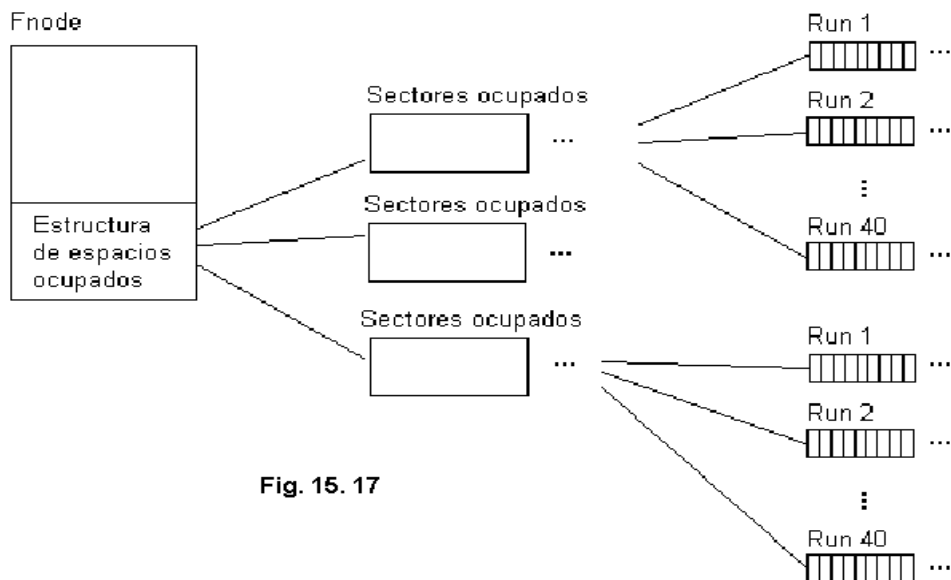 Fnode
Estructura
de espacios
ocupados
Sectores ocupados
...
Sectores ocupados
...
Sectores ocupados
...
Run 1
...
Run 2
...
...
Run 40
...
Run 1
...
Run 2
...
...
Run 40
...
Fig. 15. 17